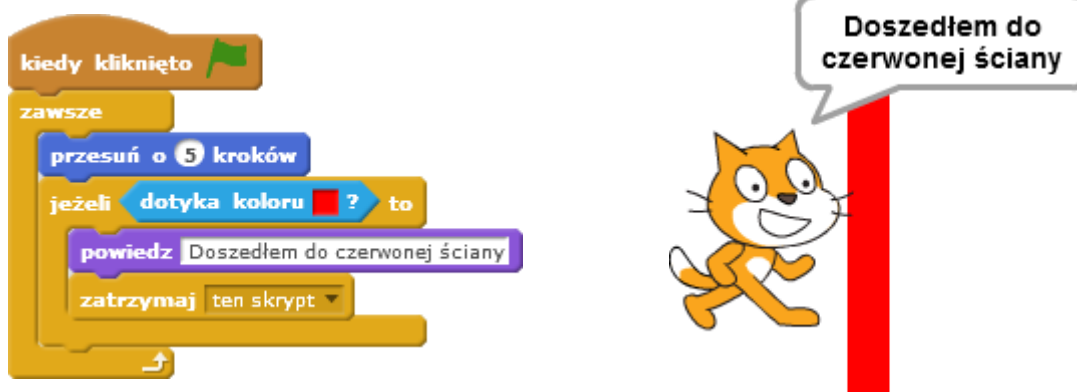 kiedy kliknięto
zawsze
przesuń o 5 kroków
jeżeli dotyka koloru ? to
powiedz Doszedłem do czerwonej ściany
zatrzymaj ten skrypt
Doszedłem do
czerwonej ściany